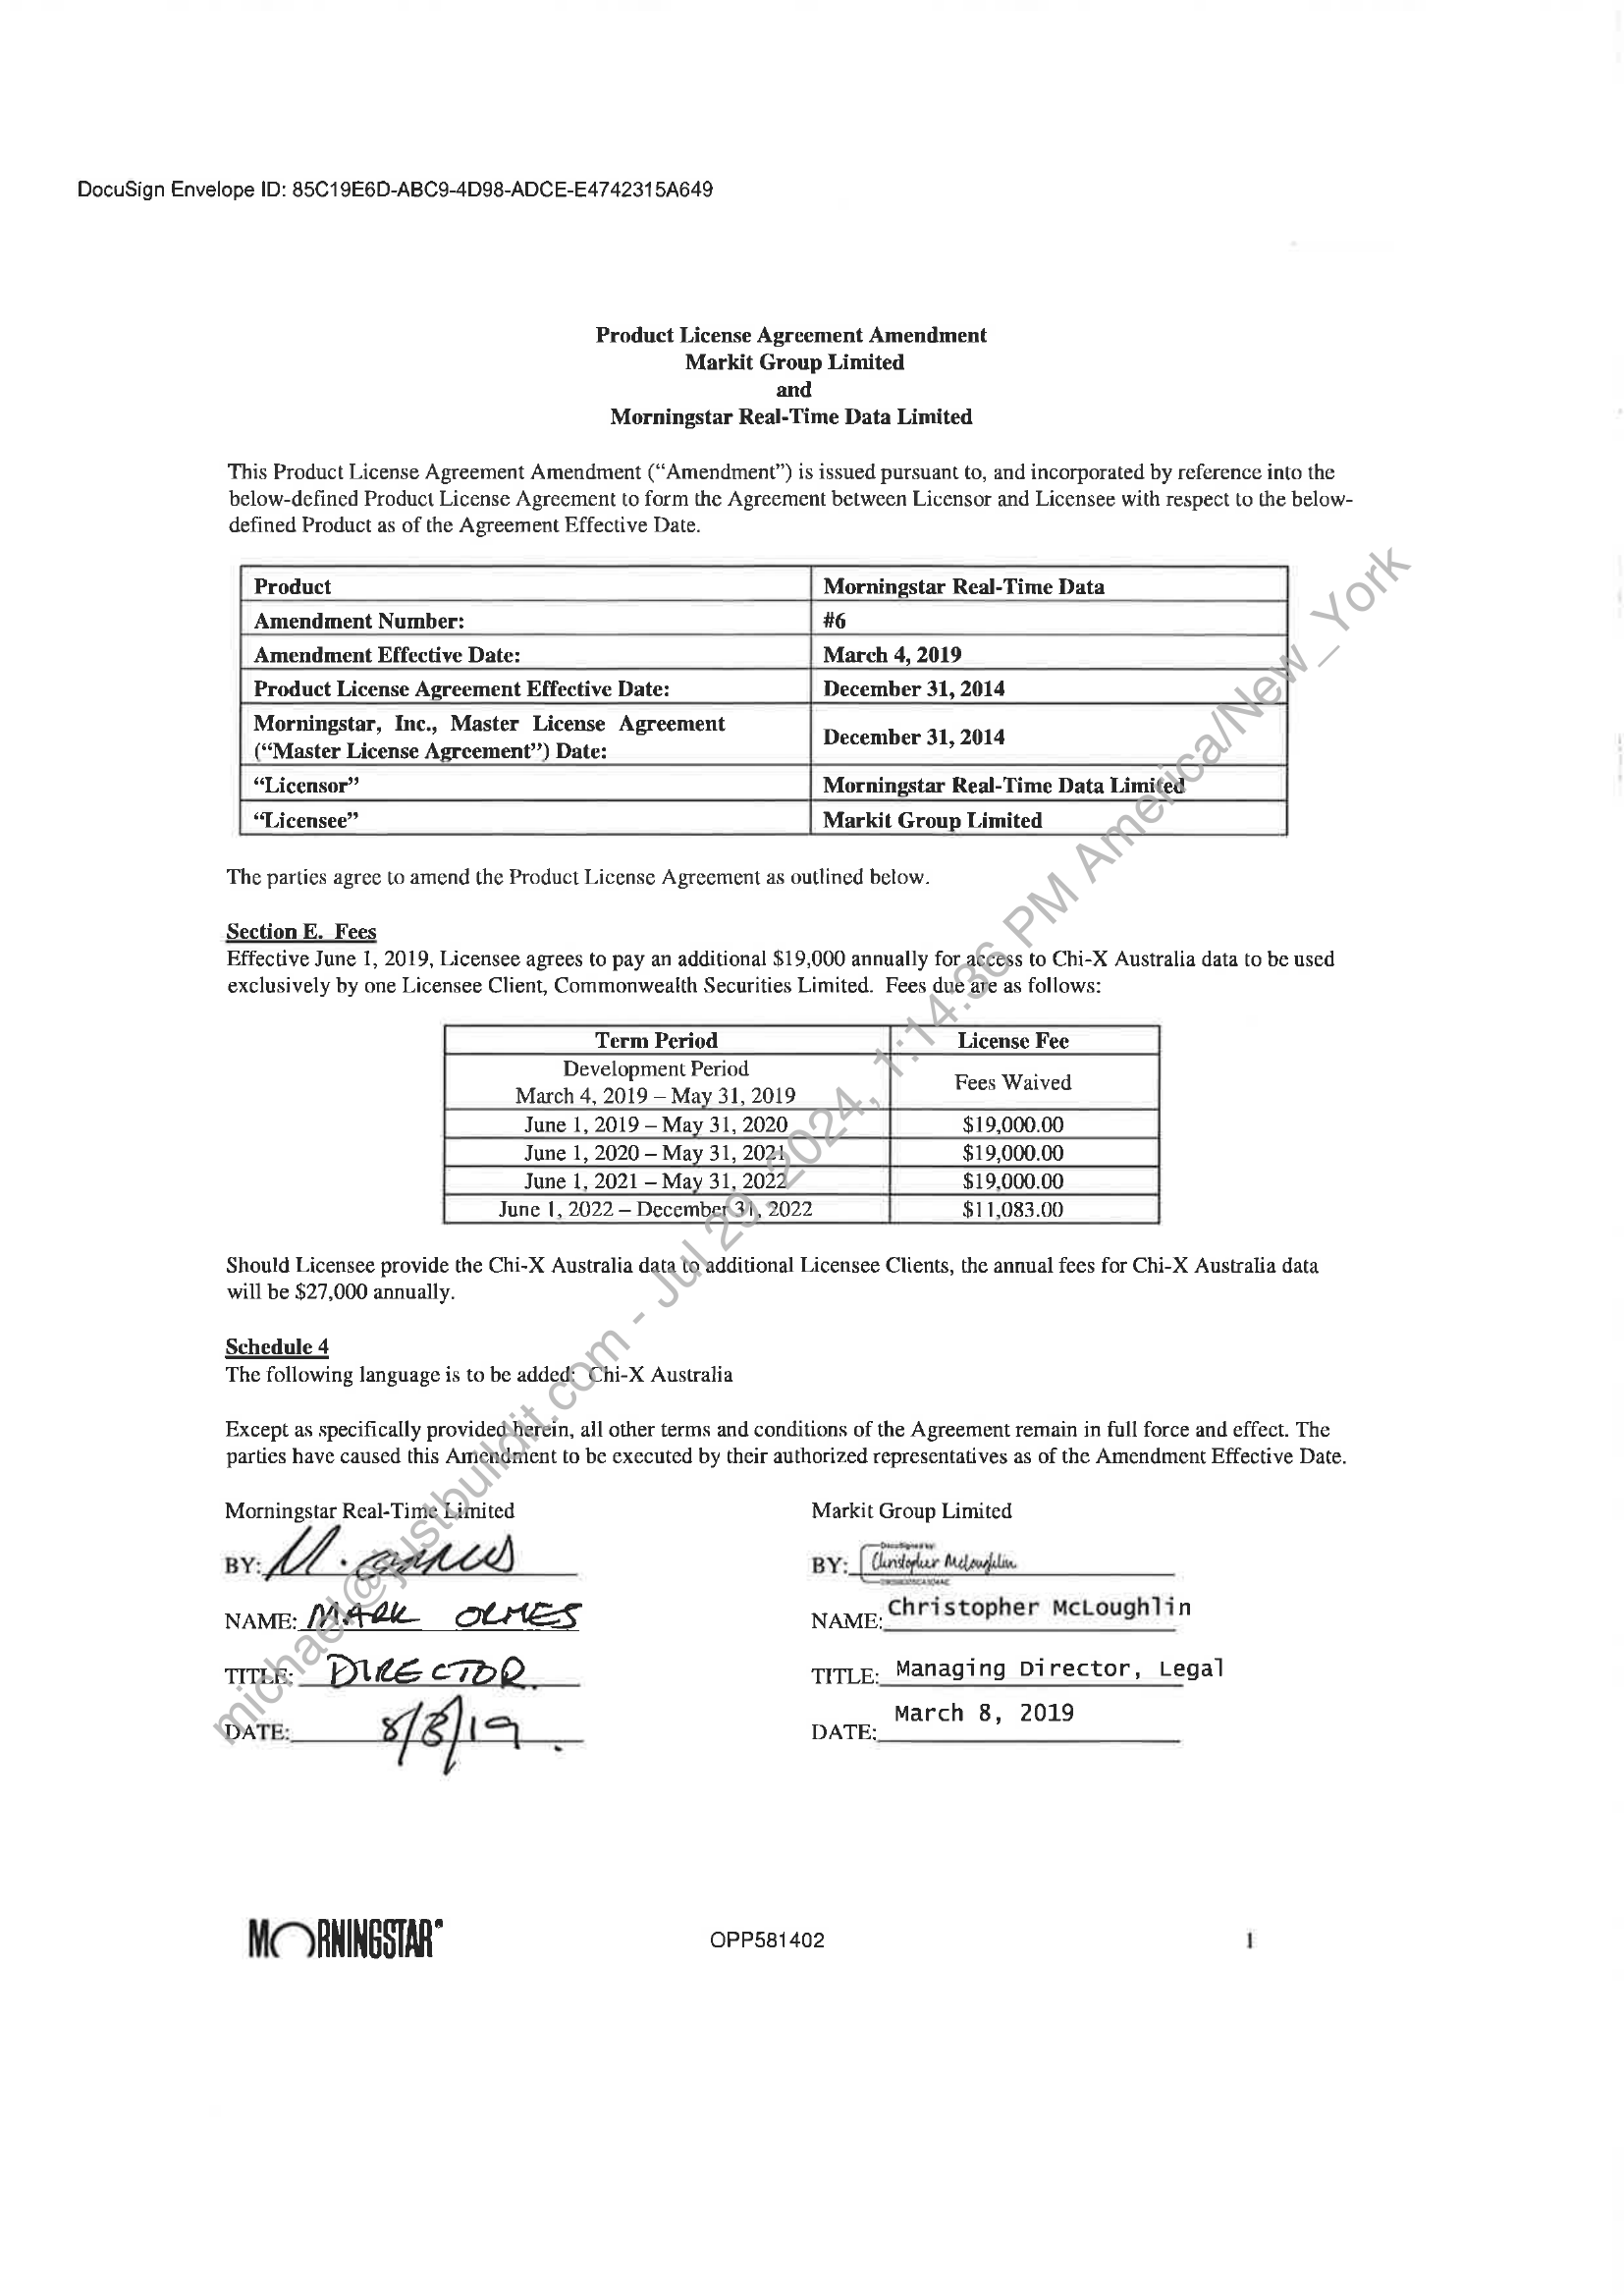 DocuSign Envelope ID: 85C19E6D-ABC9-4D98-ADCE-E4742315A649
Product License Agreement Amendment
Markit Group Limited
and
Morningstar Real-Time Data Limited
This Product License Agreement Amendment (“Amendment”) is issued pursuant to, and incorporated by reference into the
below-defined Product License Agreement to form the Agreement between Licensor and Licensee with respect to the below-
defined Product as of the Agreement Effective Date.
Product Morningstar Real-Time Data
Amendment Number: #6
Amendment Effective Date: March 4, 2019
Product License Agreement Effective Date: December 31, 2014
Morningstar, Inc., Master License Agreement
(“Master License Agreement”) Date: December 31, 2014
“Licensor” Morningstar Real-Time Data Limited
“Licensee” Markit Group Limited
The parties agree to amend the Product License Agreement as outlined below.
Section E. Fees
Effective June 1, 2019, Licensee agrees to pay an additional $19,000 annually for access to Chi-X Australia data to be used
exclusively by one Licensee Client, Commonwealth Securities Limited. Fees due are as follows:
Term Period License Fee
Development Period
March 4, 2019 – May 31, 2019 Fees Waived
June 1, 2019 – May 31, 2020 $19,000.00
June 1, 2020 – May 31, 2021 $19,000.00
June 1, 2021 – May 31, 2022 $19,000.00
June 1, 2022 – December 31, 2022 $11,083.00
Should Licensee provide the Chi-X Australia data to additional Licensee Clients, the annual fees for Chi-X Australia data
will be $27,000 annually.
Schedule 4
The following language is to be added: Chi-X Australia
Except as specifically provided herein, all other terms and conditions of the Agreement remain in full force and effect. The
parties have caused this Amendment to be executed by their authorized representatives as of the Amendment Effective Date.
Morningstar Real-Time Limited Markit Group Limited
BY: BY: DocuSigned by: Christopher McLoughlin
NAME: MARK OLMES NAME: Christopher McLoughlin
TITLE: DIRECTOR. TITLE: Managing Director, Legal
DATE: 8/3/19. DATE: March 8, 2019
MORNINGSTAR® OPP581402 1
michael@justbuildit.com - Jul 29, 2024, 1:14:36 PM America/New_York